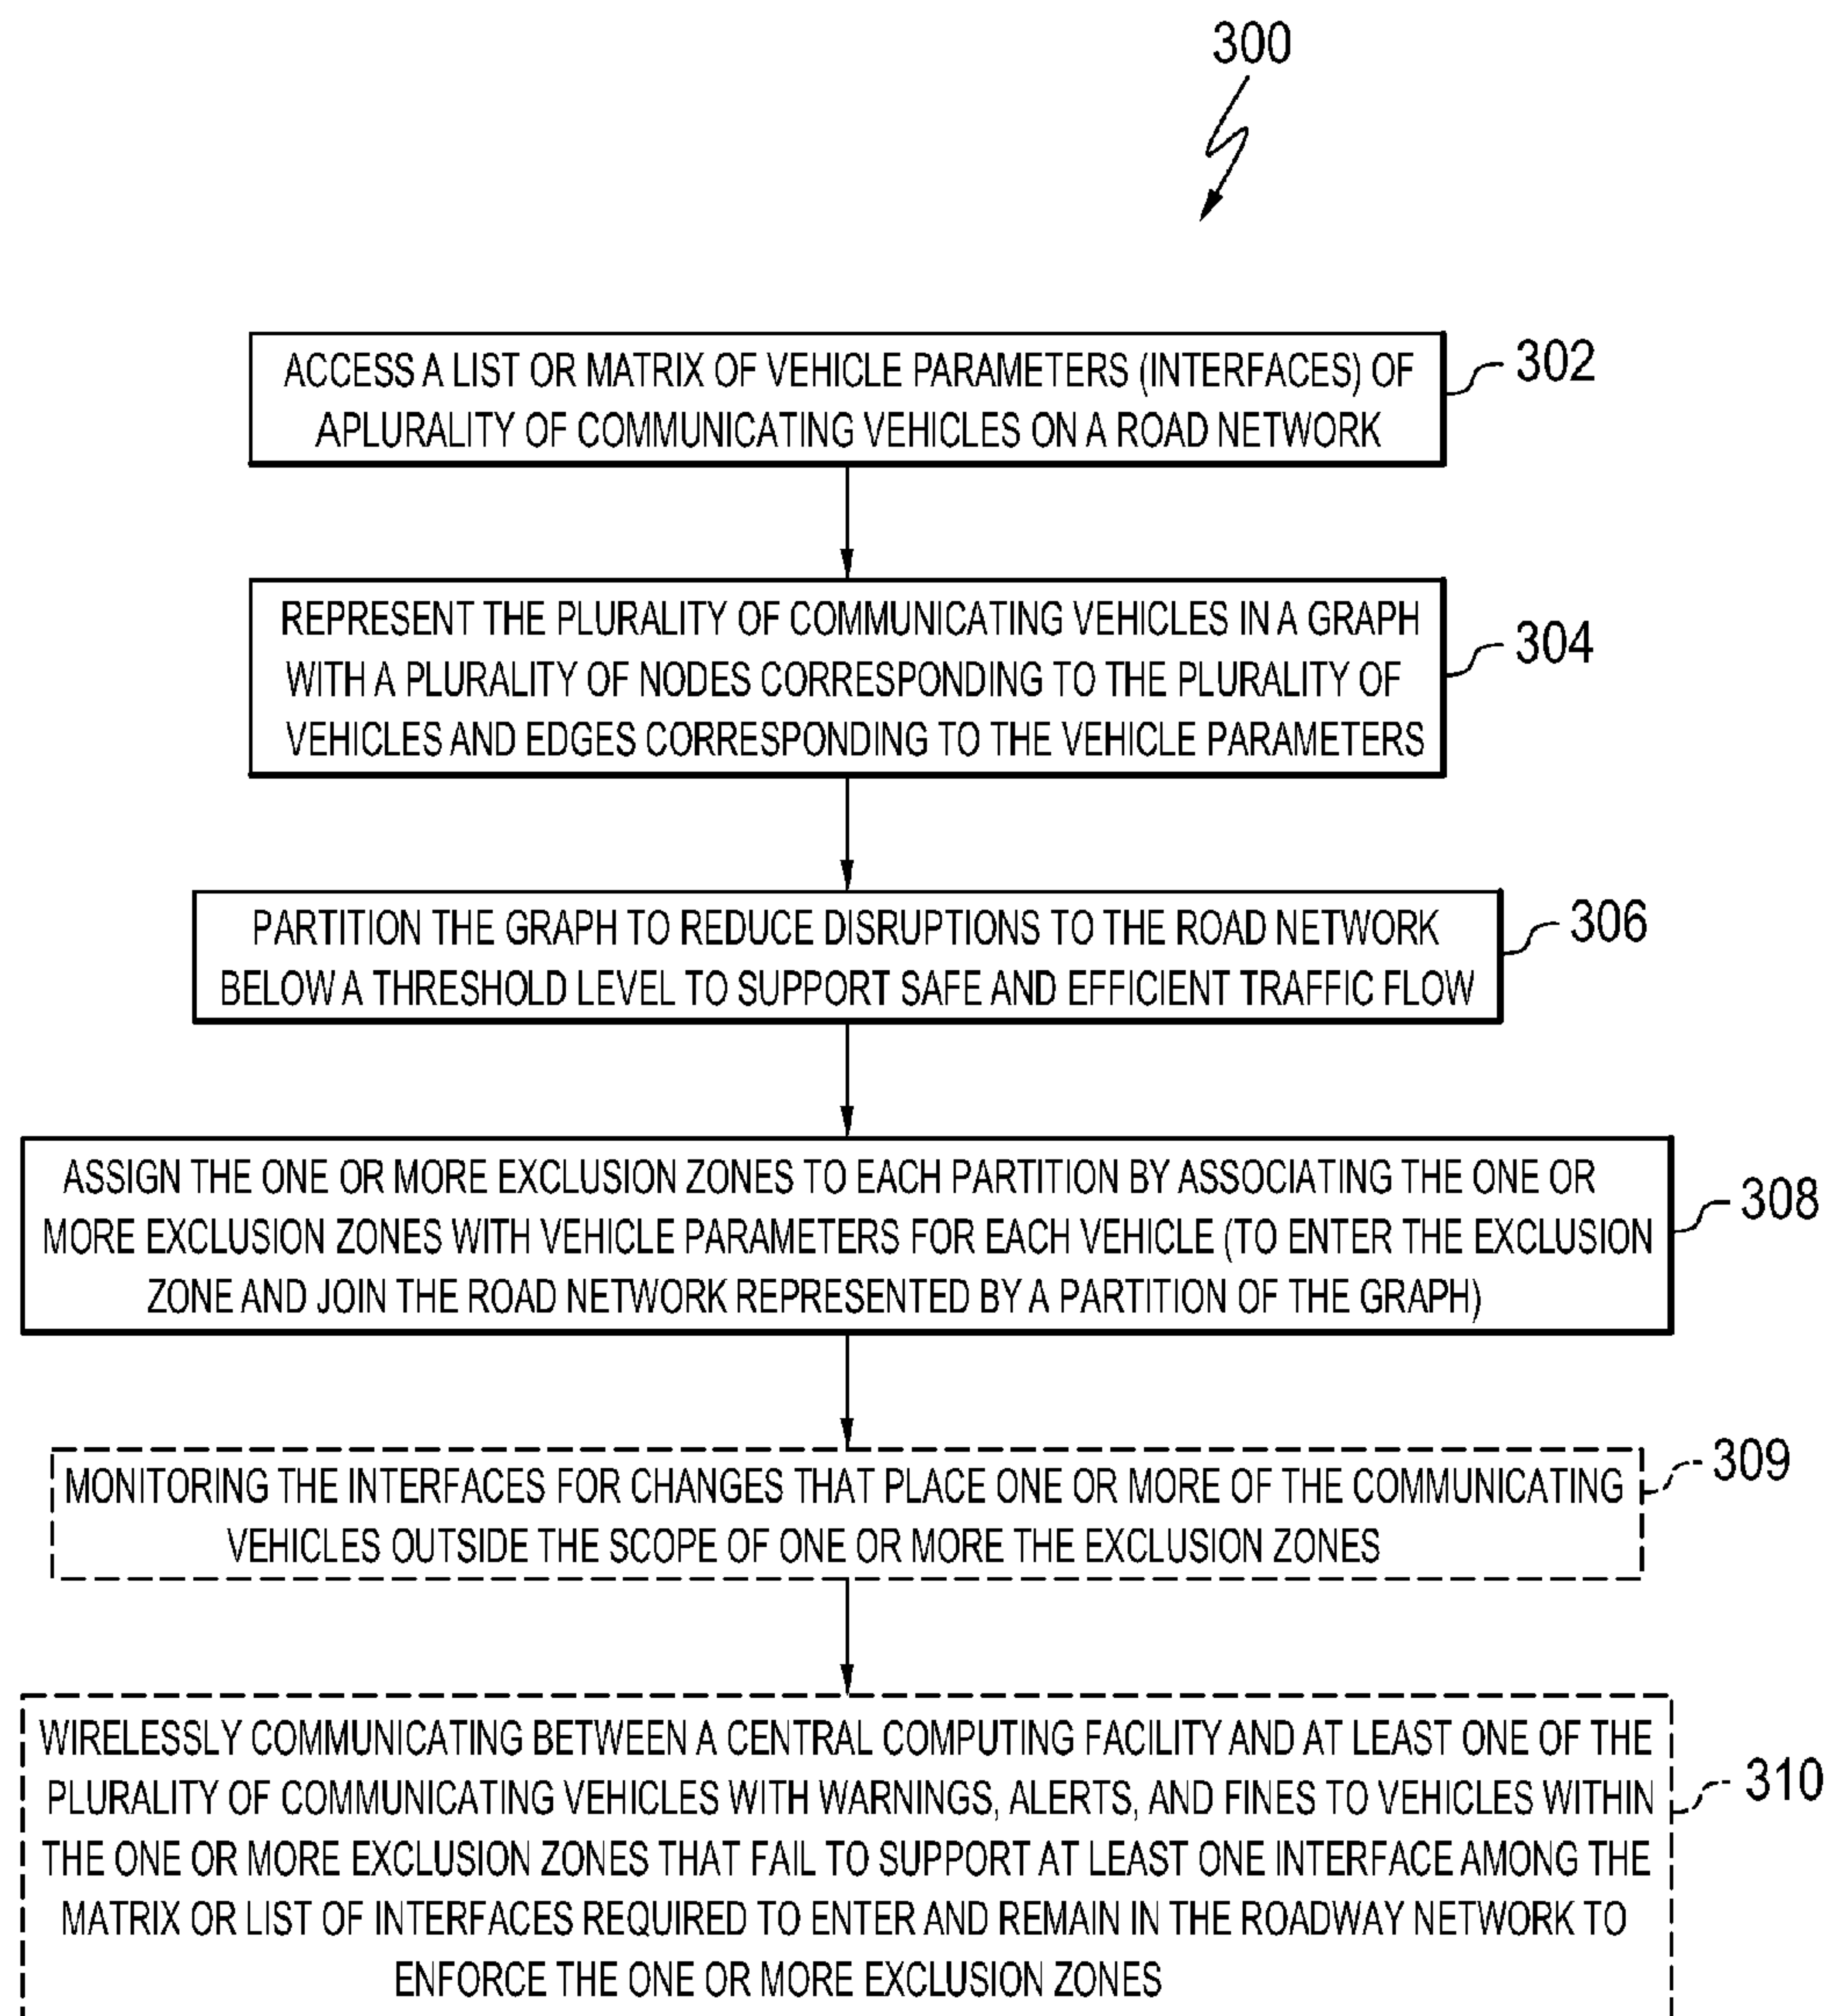 300
ACCESS A LIST OR MATRIX OF VEHICLE PARAMETERS (INTERFACES) OF
APLURALITY OF COMMUNICATING VEHICLES ON A ROAD NETWORK
302
REPRESENT THE PLURALITY OF COMMUNICATING VEHICLES IN A GRAPH
WITH A PLURALITY OF NODES CORRESPONDING TO THE PLURALITY OF
VEHICLES AND EDGES CORRESPONDING TO THE VEHICLE PARAMETERS
304
PARTITION THE GRAPH TO REDUCE DISRUPTIONS TO THE ROAD NETWORK
BELOW A THRESHOLD LEVEL TO SUPPORT SAFE AND EFFICIENT TRAFFIC FLOW
306
ASSIGN THE ONE OR MORE EXCLUSION ZONES TO EACH PARTITION BY ASSOCIATING THE ONE OR
MORE EXCLUSION ZONES WITH VEHICLE PARAMETERS FOR EACH VEHICLE (TO ENTER THE EXCLUSION
ZONE AND JOIN THE ROAD NETWORK REPRESENTED BY A PARTITION OF THE GRAPH)
308
MONITORING THE INTERFACES FOR CHANGES THAT PLACE ONE OR MORE OF THE COMMUNICATING
VEHICLES OUTSIDE THE SCOPE OF ONE OR MORE THE EXCLUSION ZONES
309
WIRELESSLY COMMUNICATING BETWEEN A CENTRAL COMPUTING FACILITY AND AT LEAST ONE OF THE
PLURALITY OF COMMUNICATING VEHICLES WITH WARNINGS, ALERTS, AND FINES TO VEHICLES WITHIN
THE ONE OR MORE EXCLUSION ZONES THAT FAIL TO SUPPORT AT LEAST ONE INTERFACE AMONG THE
MATRIX OR LIST OF INTERFACES REQUIRED TO ENTER AND REMAIN IN THE ROADWAY NETWORK TO
ENFORCE THE ONE OR MORE EXCLUSION ZONES
310